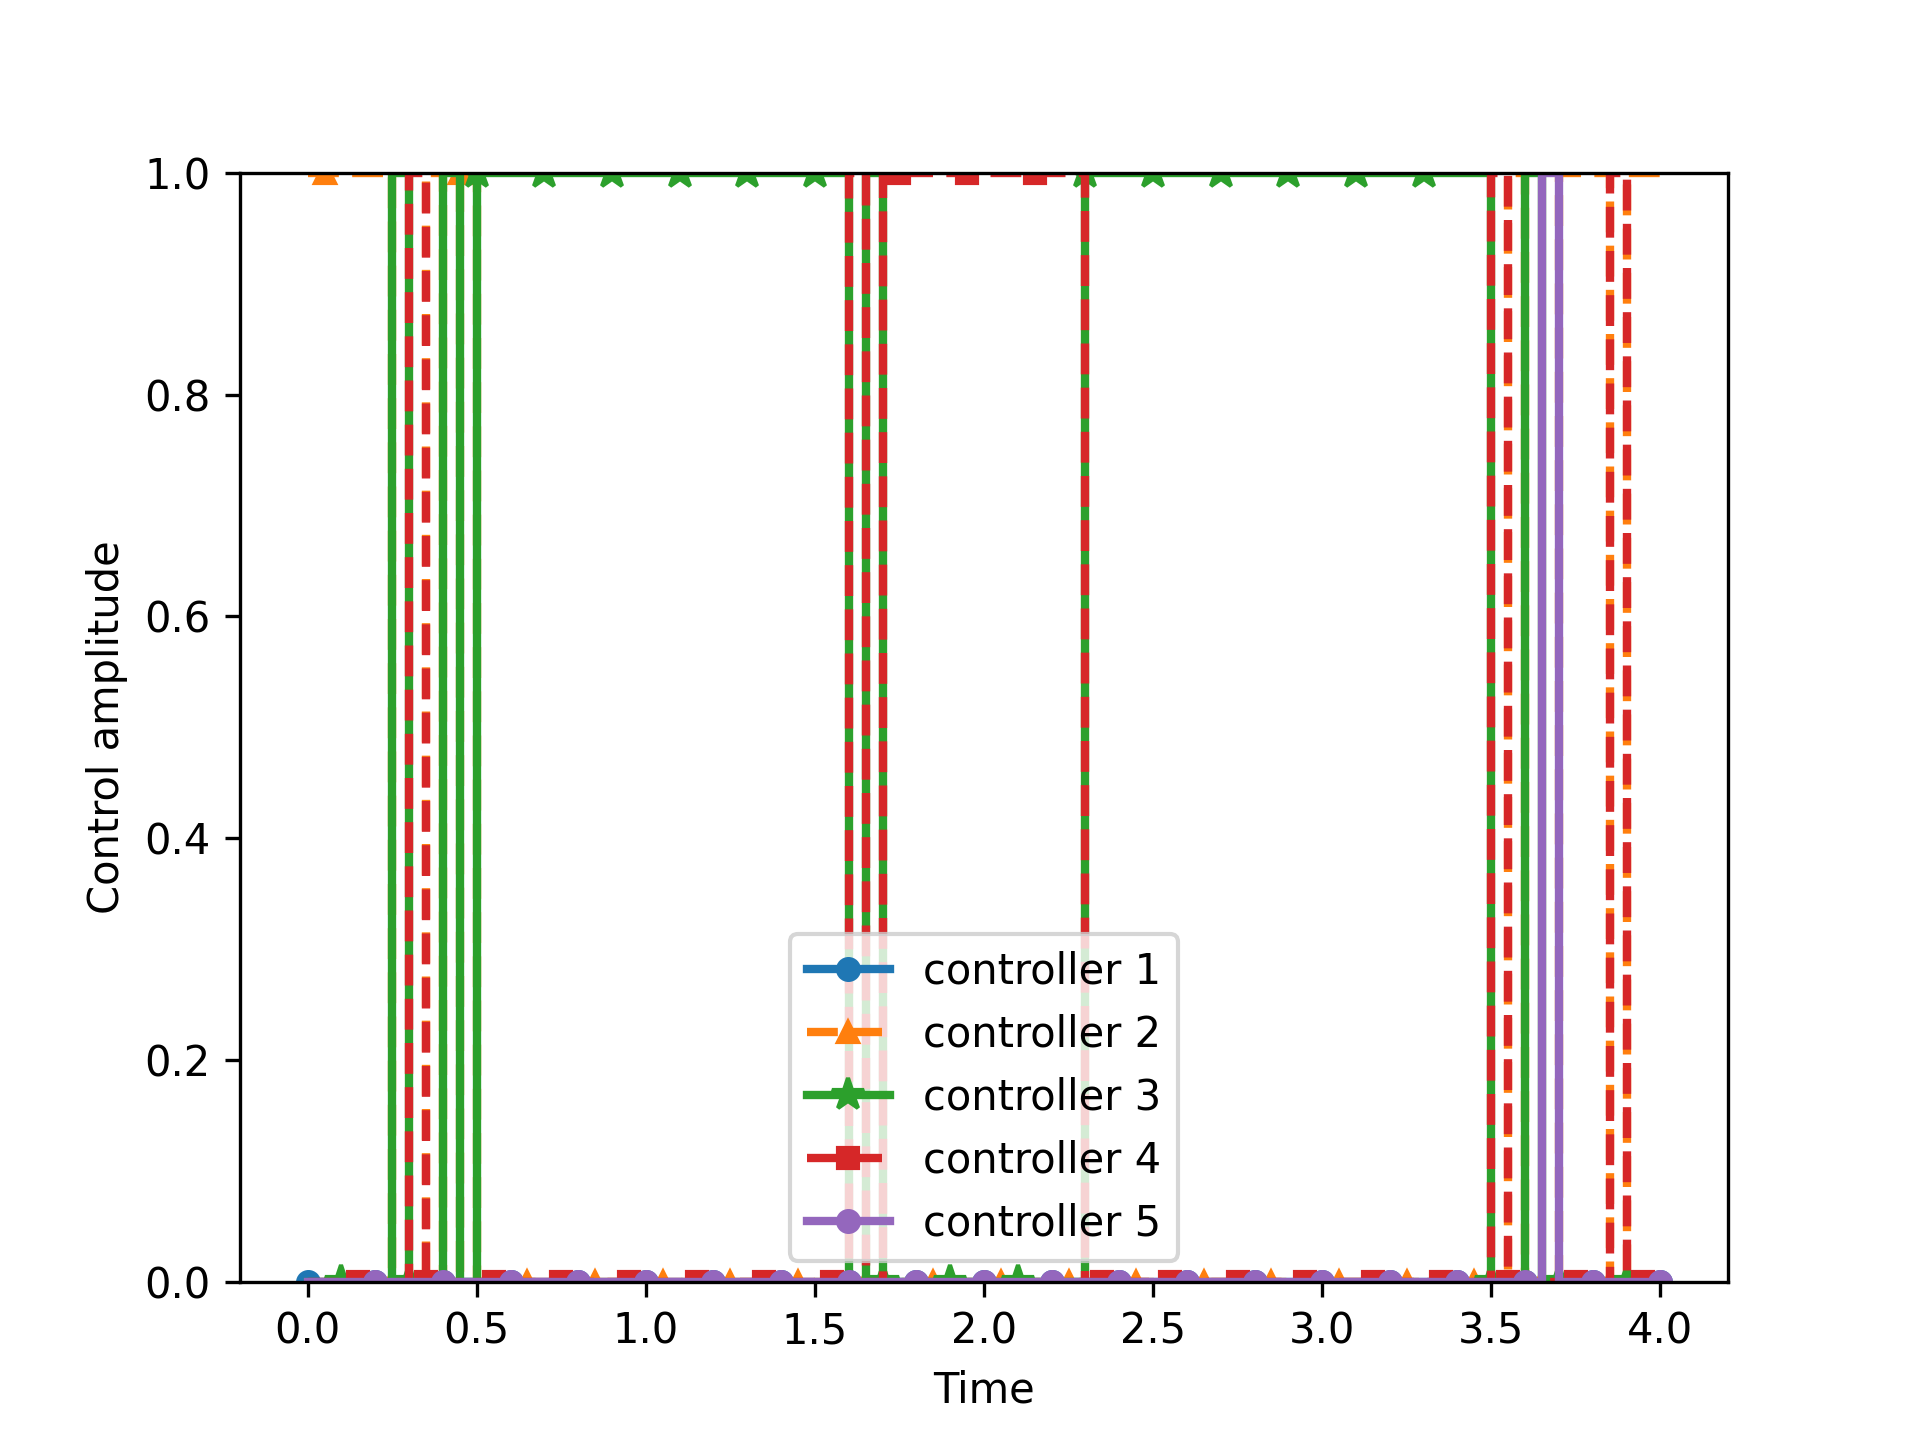 1.0
0.8
0.6
0.4
0.2
0.0
Control amplitude
controller 1
controller 2
controller 3
controller 4
controller 5
0.0 0.5 1.0 1.5 2.0 2.5 3.0 3.5 4.0
Time